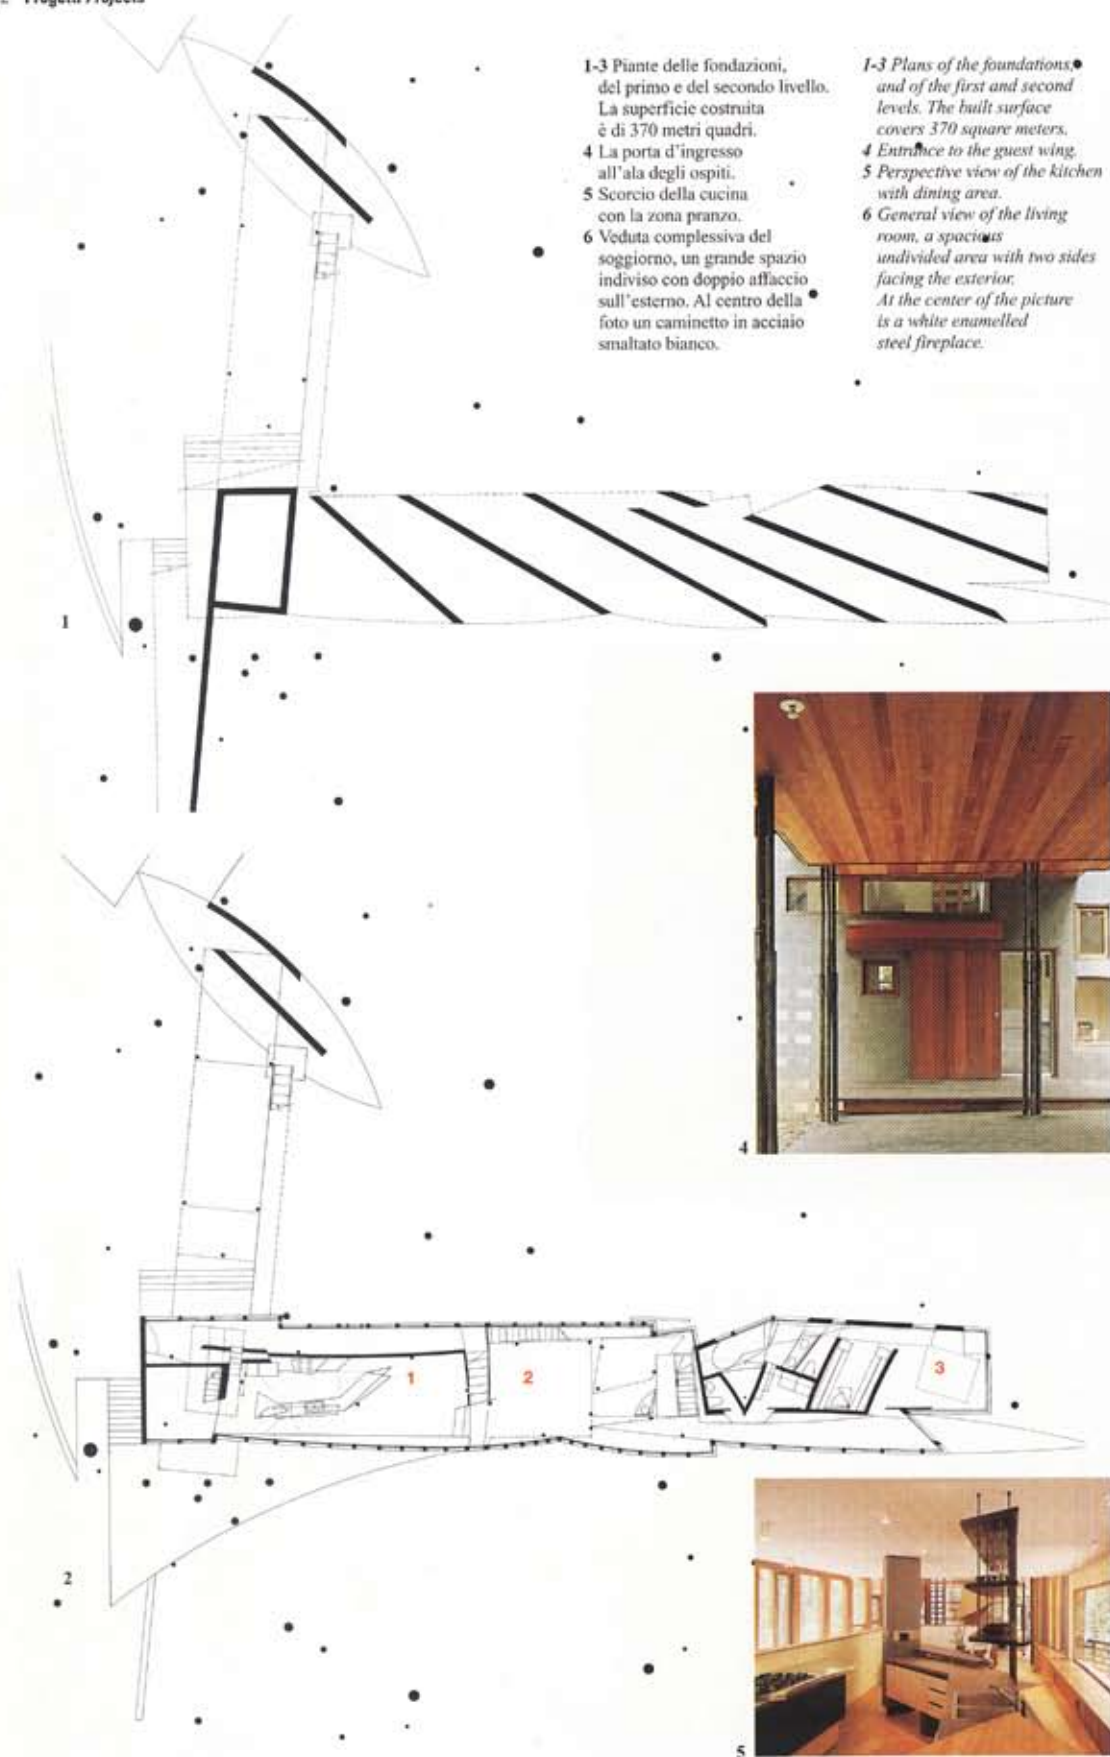 Progetti Projects
1-3 Piante delle fondazioni,
del primo e del secondo livello.
La superficie costruita
è di 370 metri quadri.
4 La porta d'ingresso
all'ala degli ospiti.
5 Scorcio della cucina
con la zona pranzo.
6 Veduta complessiva del
soggiorno, un grande spazio
indiviso con doppio affaccio
sull'esterno. Al centro della
foto un caminetto in acciaio
smaltato bianco.
1-3 Plans of the foundations,
and of the first and second
levels. The built surface
covers 370 square meters.
4 Entrance to the guest wing.
5 Perspective view of the kitchen
with dining area.
6 General view of the living
room, a spacious
undivided area with two sides
facing the exterior.
At the center of the picture
is a white enamelled
steel fireplace.
1
4
1
2
3
2
5